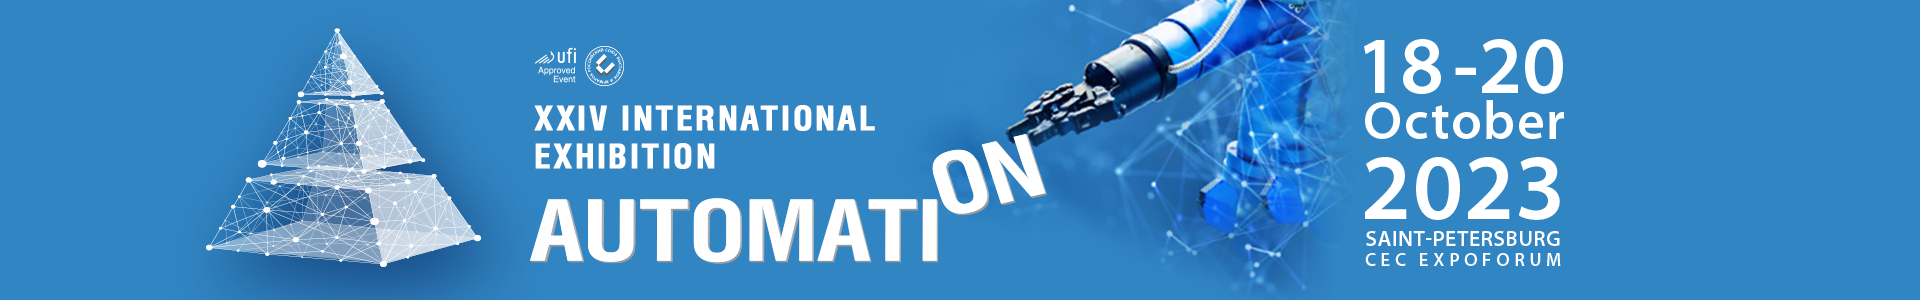 ufi
Approved
Event
XXIV INTERNATIONAL
EXHIBITION
AUTOMATION
18-20
October
2023
SAINT-PETERSBURG
CEC EXPOFORUM